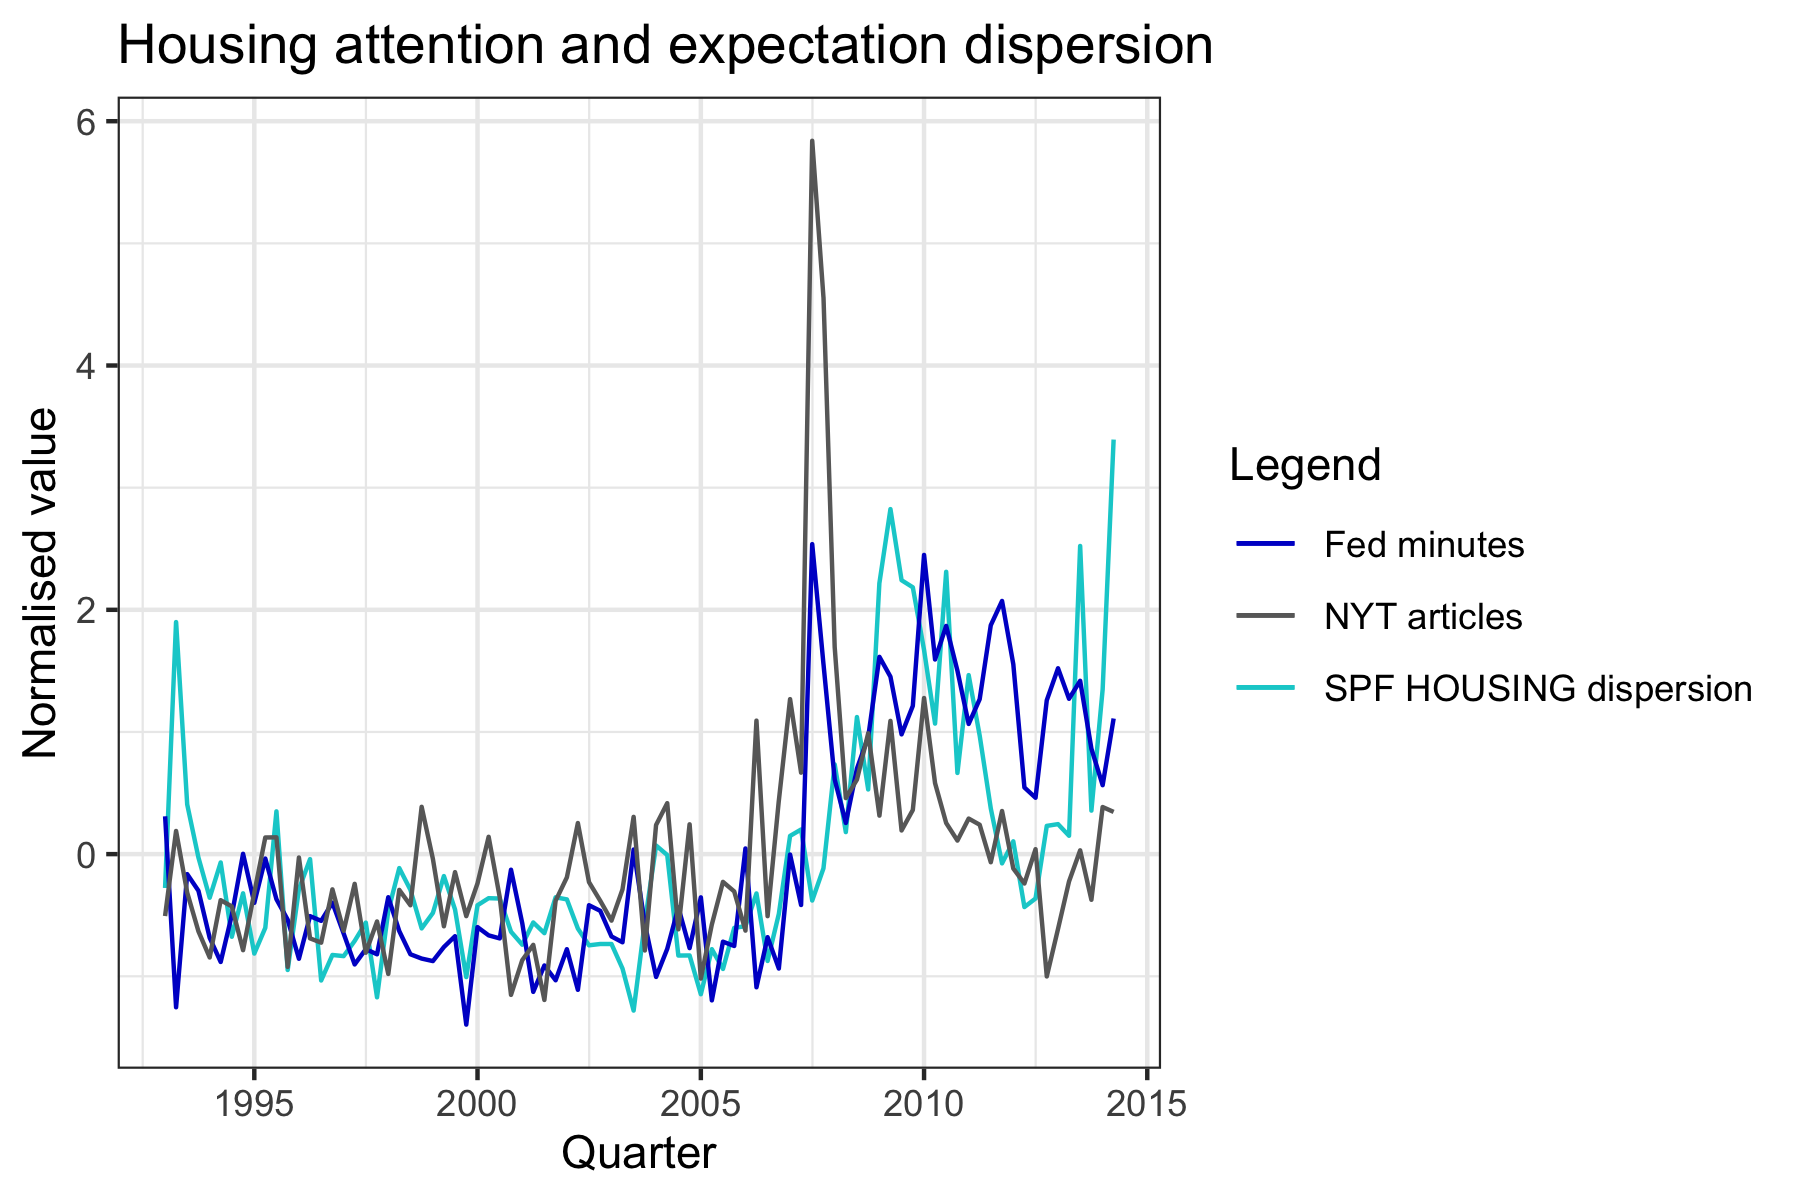 Housing attention and expectation dispersion
6
4
2
0
Normalised value
1995 2000 2005 2010 2015
Quarter
Legend
Fed minutes
NYT articles
SPF HOUSING dispersion